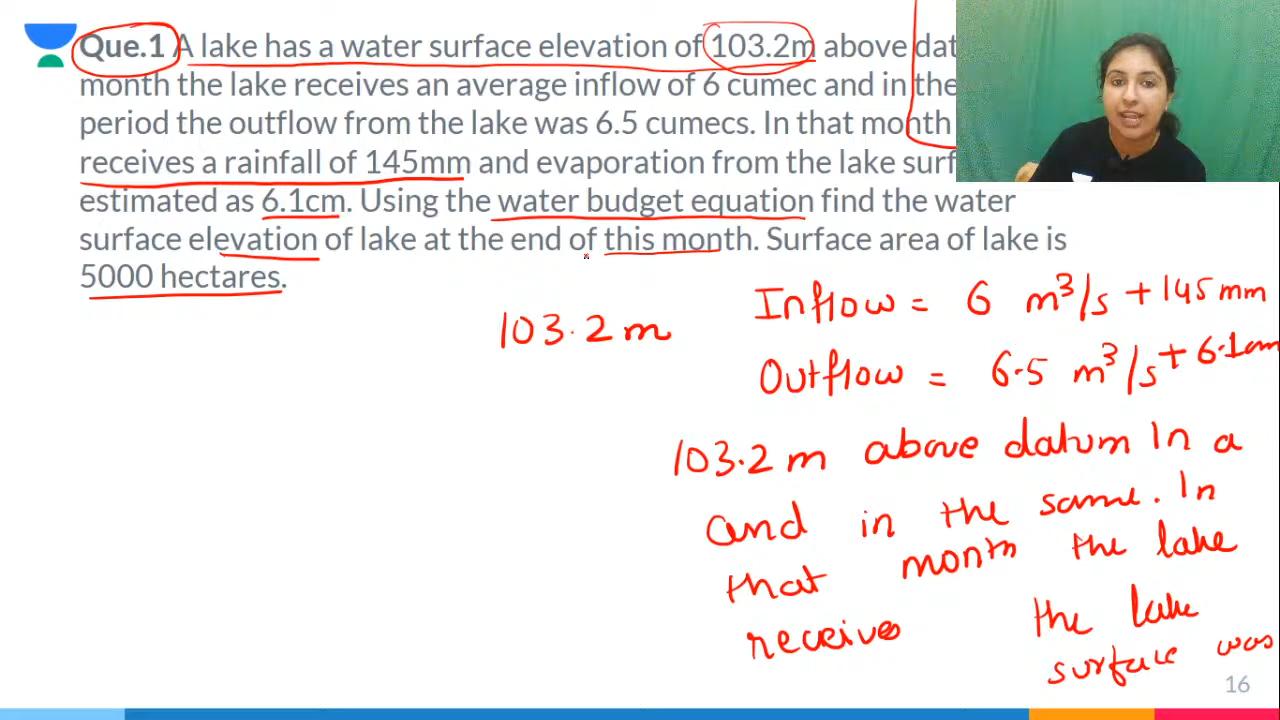 Que.1 A lake has a water surface elevation of 103.2m above dat
month the lake receives an average inflow of 6 cumec and in the
period the outflow from the lake was 6.5 cumecs. In that month
receives a rainfall of 145mm and evaporation from the lake surf
estimated as 6.1cm. Using the water budget equation find the water
surface elevation of lake at the end of this month. Surface area of lake is
5000 hectares.
103.2 m
Inflow = 6 m³/s + 145 mm
Outflow = 6.5 m³/s + 6.1cm
103.2 m above datum In a
and in the same. In
that month the lake
receives the lake
surface was
16